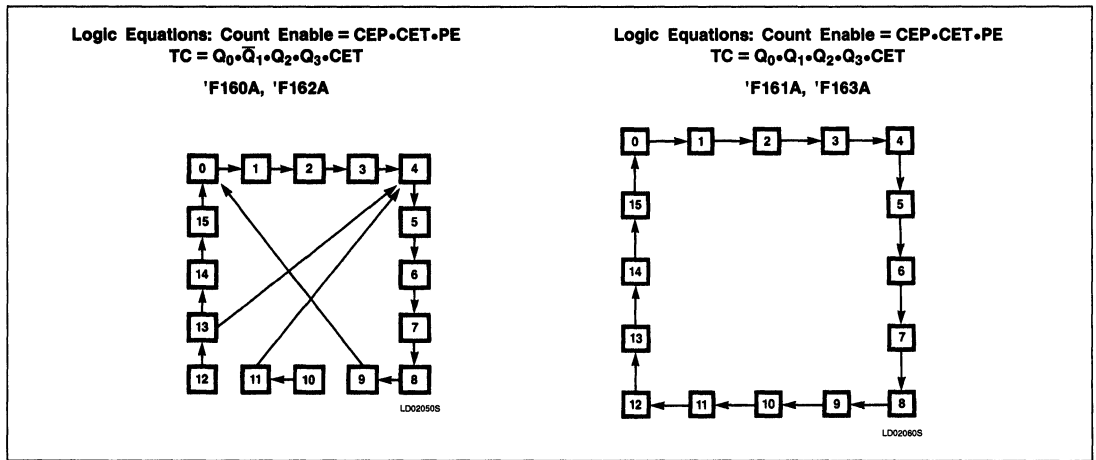 Logic Equations: Count Enable = CEP•CET•PE
TC = Q₀•Q̅₁•Q₂•Q₃•CET
'F160A, 'F162A
0 1 2 3 4
15 5
14 6
13 7
12 11 10 9 8
LD02050S
Logic Equations: Count Enable = CEP•CET•PE
TC = Q₀•Q₁•Q₂•Q₃•CET
'F161A, 'F163A
0 1 2 3 4
15 5
14 6
13 7
12 11 10 9 8
LD02060S